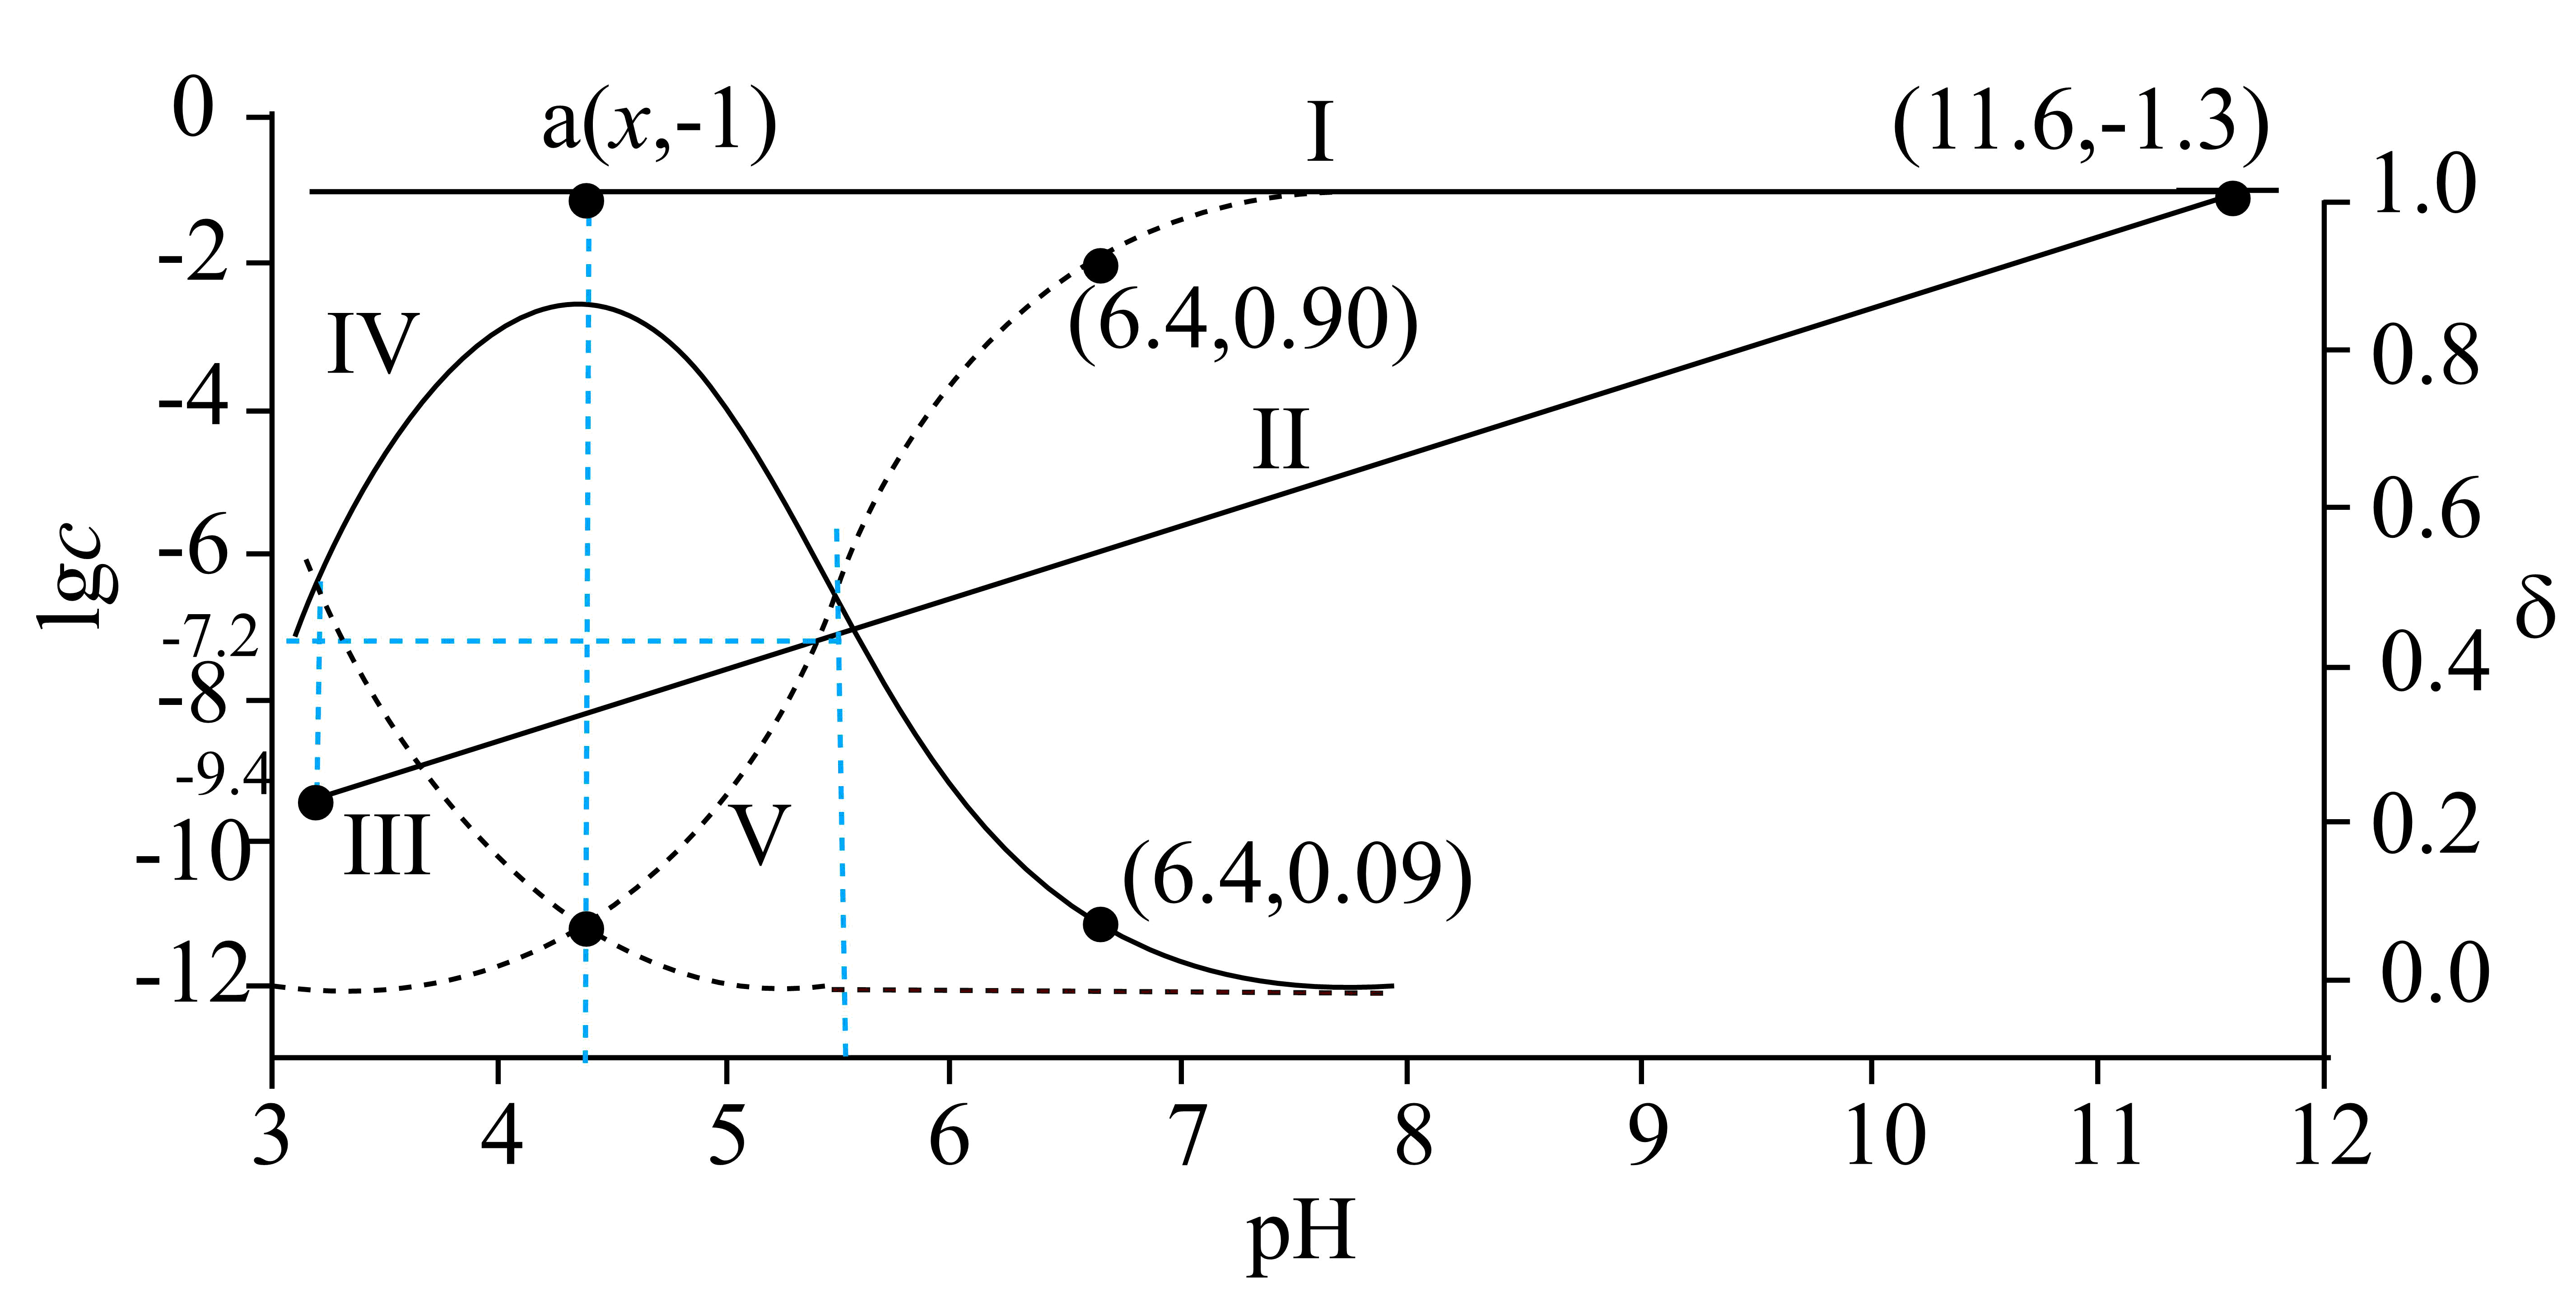 0
-2
-4
-6
-7.2
-8
-9.4
-10
-12
lgc
a(x,-1)
I
(11.6,-1.3)
IV
(6.4,0.90)
II
III
V
(6.4,0.09)
1.0
0.8
0.6
0.4
0.2
0.0
δ
3 4 5 6 7 8 9 10 11 12
pH